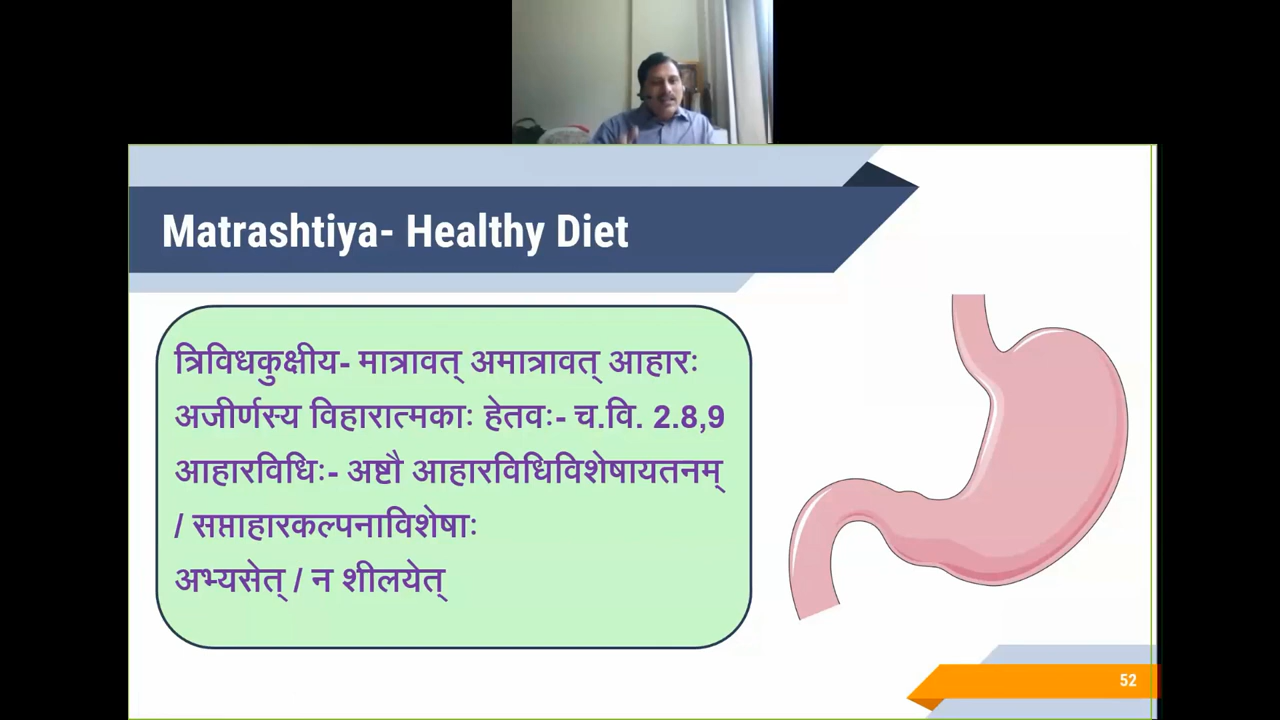 Matrashtiya- Healthy Diet
त्रिविधकुक्षीय- मात्रावत् अमात्रावत् आहारः
अजीर्णस्य विहारात्मकाः हेतवः- च.वि. 2.8,9
आहारविधिः- अष्टौ आहारविधिविशेषायतनम्
/ सप्ताहारकल्पनाविशेषाः
अभ्यसेत् / न शीलयेत्
52